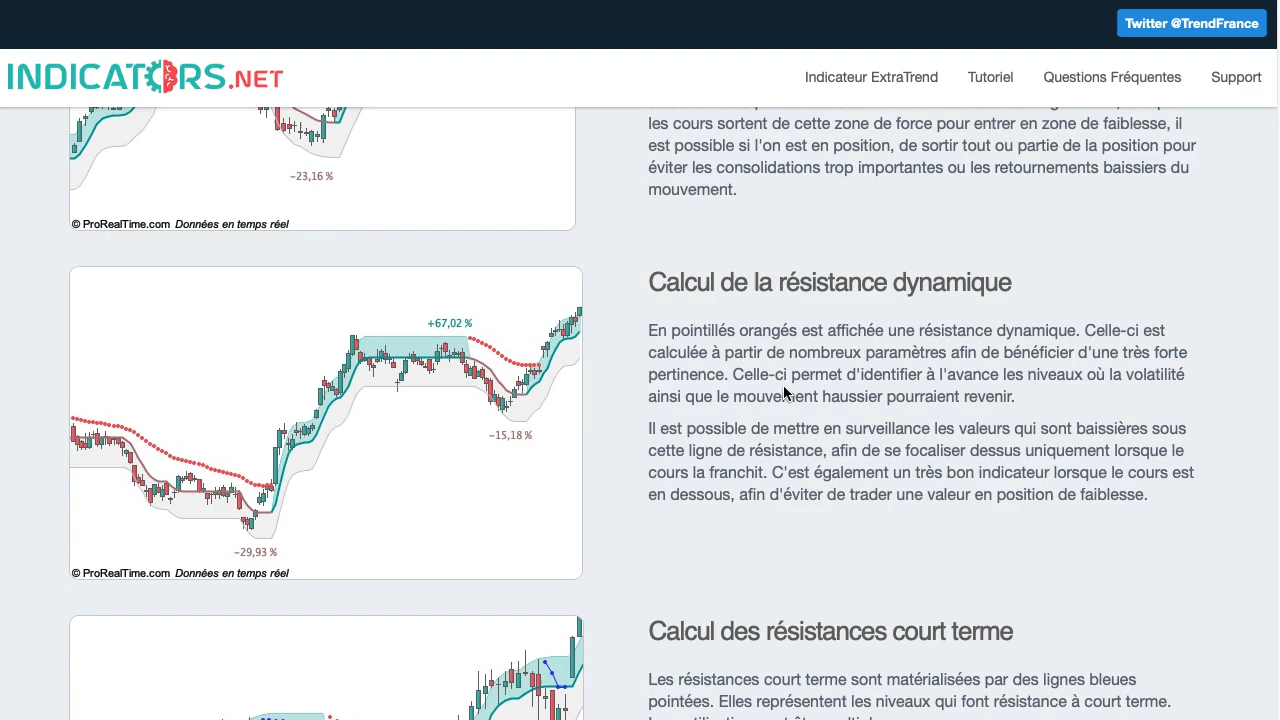 Twitter @TrendFrance
INDICATORS.NET
Indicateur ExtraTrend
Tutoriel
Questions Fréquentes
Support
les cours sortent de cette zone de force pour entrer en zone de faiblesse, il
est possible si l'on est en position, de sortir tout ou partie de la position pour
éviter les consolidations trop importantes ou les retournements baissiers du
mouvement.
-23,16 %
© ProRealTime.com Données en temps réel
Calcul de la résistance dynamique
En pointillés orangés est affichée une résistance dynamique. Celle-ci est
calculée à partir de nombreux paramètres afin de bénéficier d'une très forte
pertinence. Celle-ci permet d'identifier à l'avance les niveaux où la volatilité
ainsi que le mouvement haussier pourraient revenir.
Il est possible de mettre en surveillance les valeurs qui sont baissières sous
cette ligne de résistance, afin de se focaliser dessus uniquement lorsque le
cours la franchit. C'est également un très bon indicateur lorsque le cours est
en dessous, afin d'éviter de trader une valeur en position de faiblesse.
+67,02 %
-15,18 %
-29,93 %
© ProRealTime.com Données en temps réel
Calcul des résistances court terme
Les résistances court terme sont matérialisées par des lignes bleues
pointées. Elles représentent les niveaux qui font résistance à court terme.